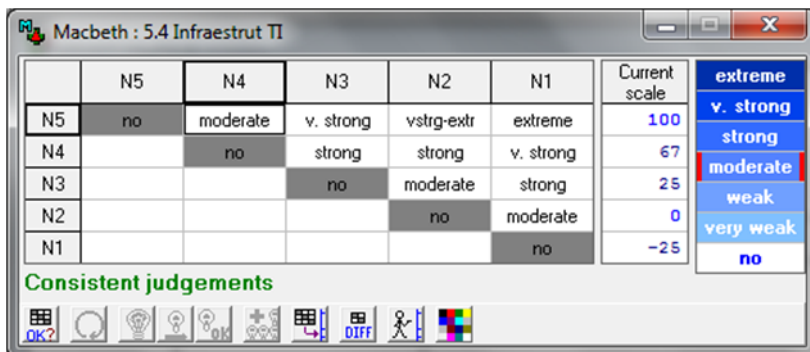 Macbeth : 5.4 Infraestrut TI
N5 N4 N3 N2 N1 Current scale extreme
N5 no moderate v. strong vstrg-extr extreme 100 v. strong
N4 no strong strong v. strong 67 strong
N3 no moderate strong 25 moderate
N2 no moderate 0 weak
N1 no -25 very weak
no
Consistent judgements
OK? OK DIFF